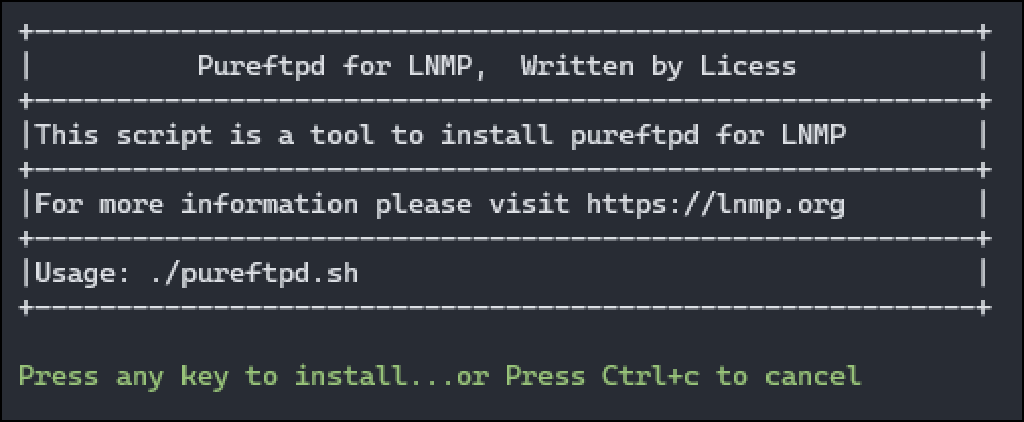 +----------------------------------------------------------+
|          Pureftpd for LNMP,  Written by Licess           |
+----------------------------------------------------------+
|This script is a tool to install pureftpd for LNMP        |
+----------------------------------------------------------+
|For more information please visit https://lnmp.org        |
+----------------------------------------------------------+
|Usage: ./pureftpd.sh                                      |
+----------------------------------------------------------+
Press any key to install...or Press Ctrl+c to cancel